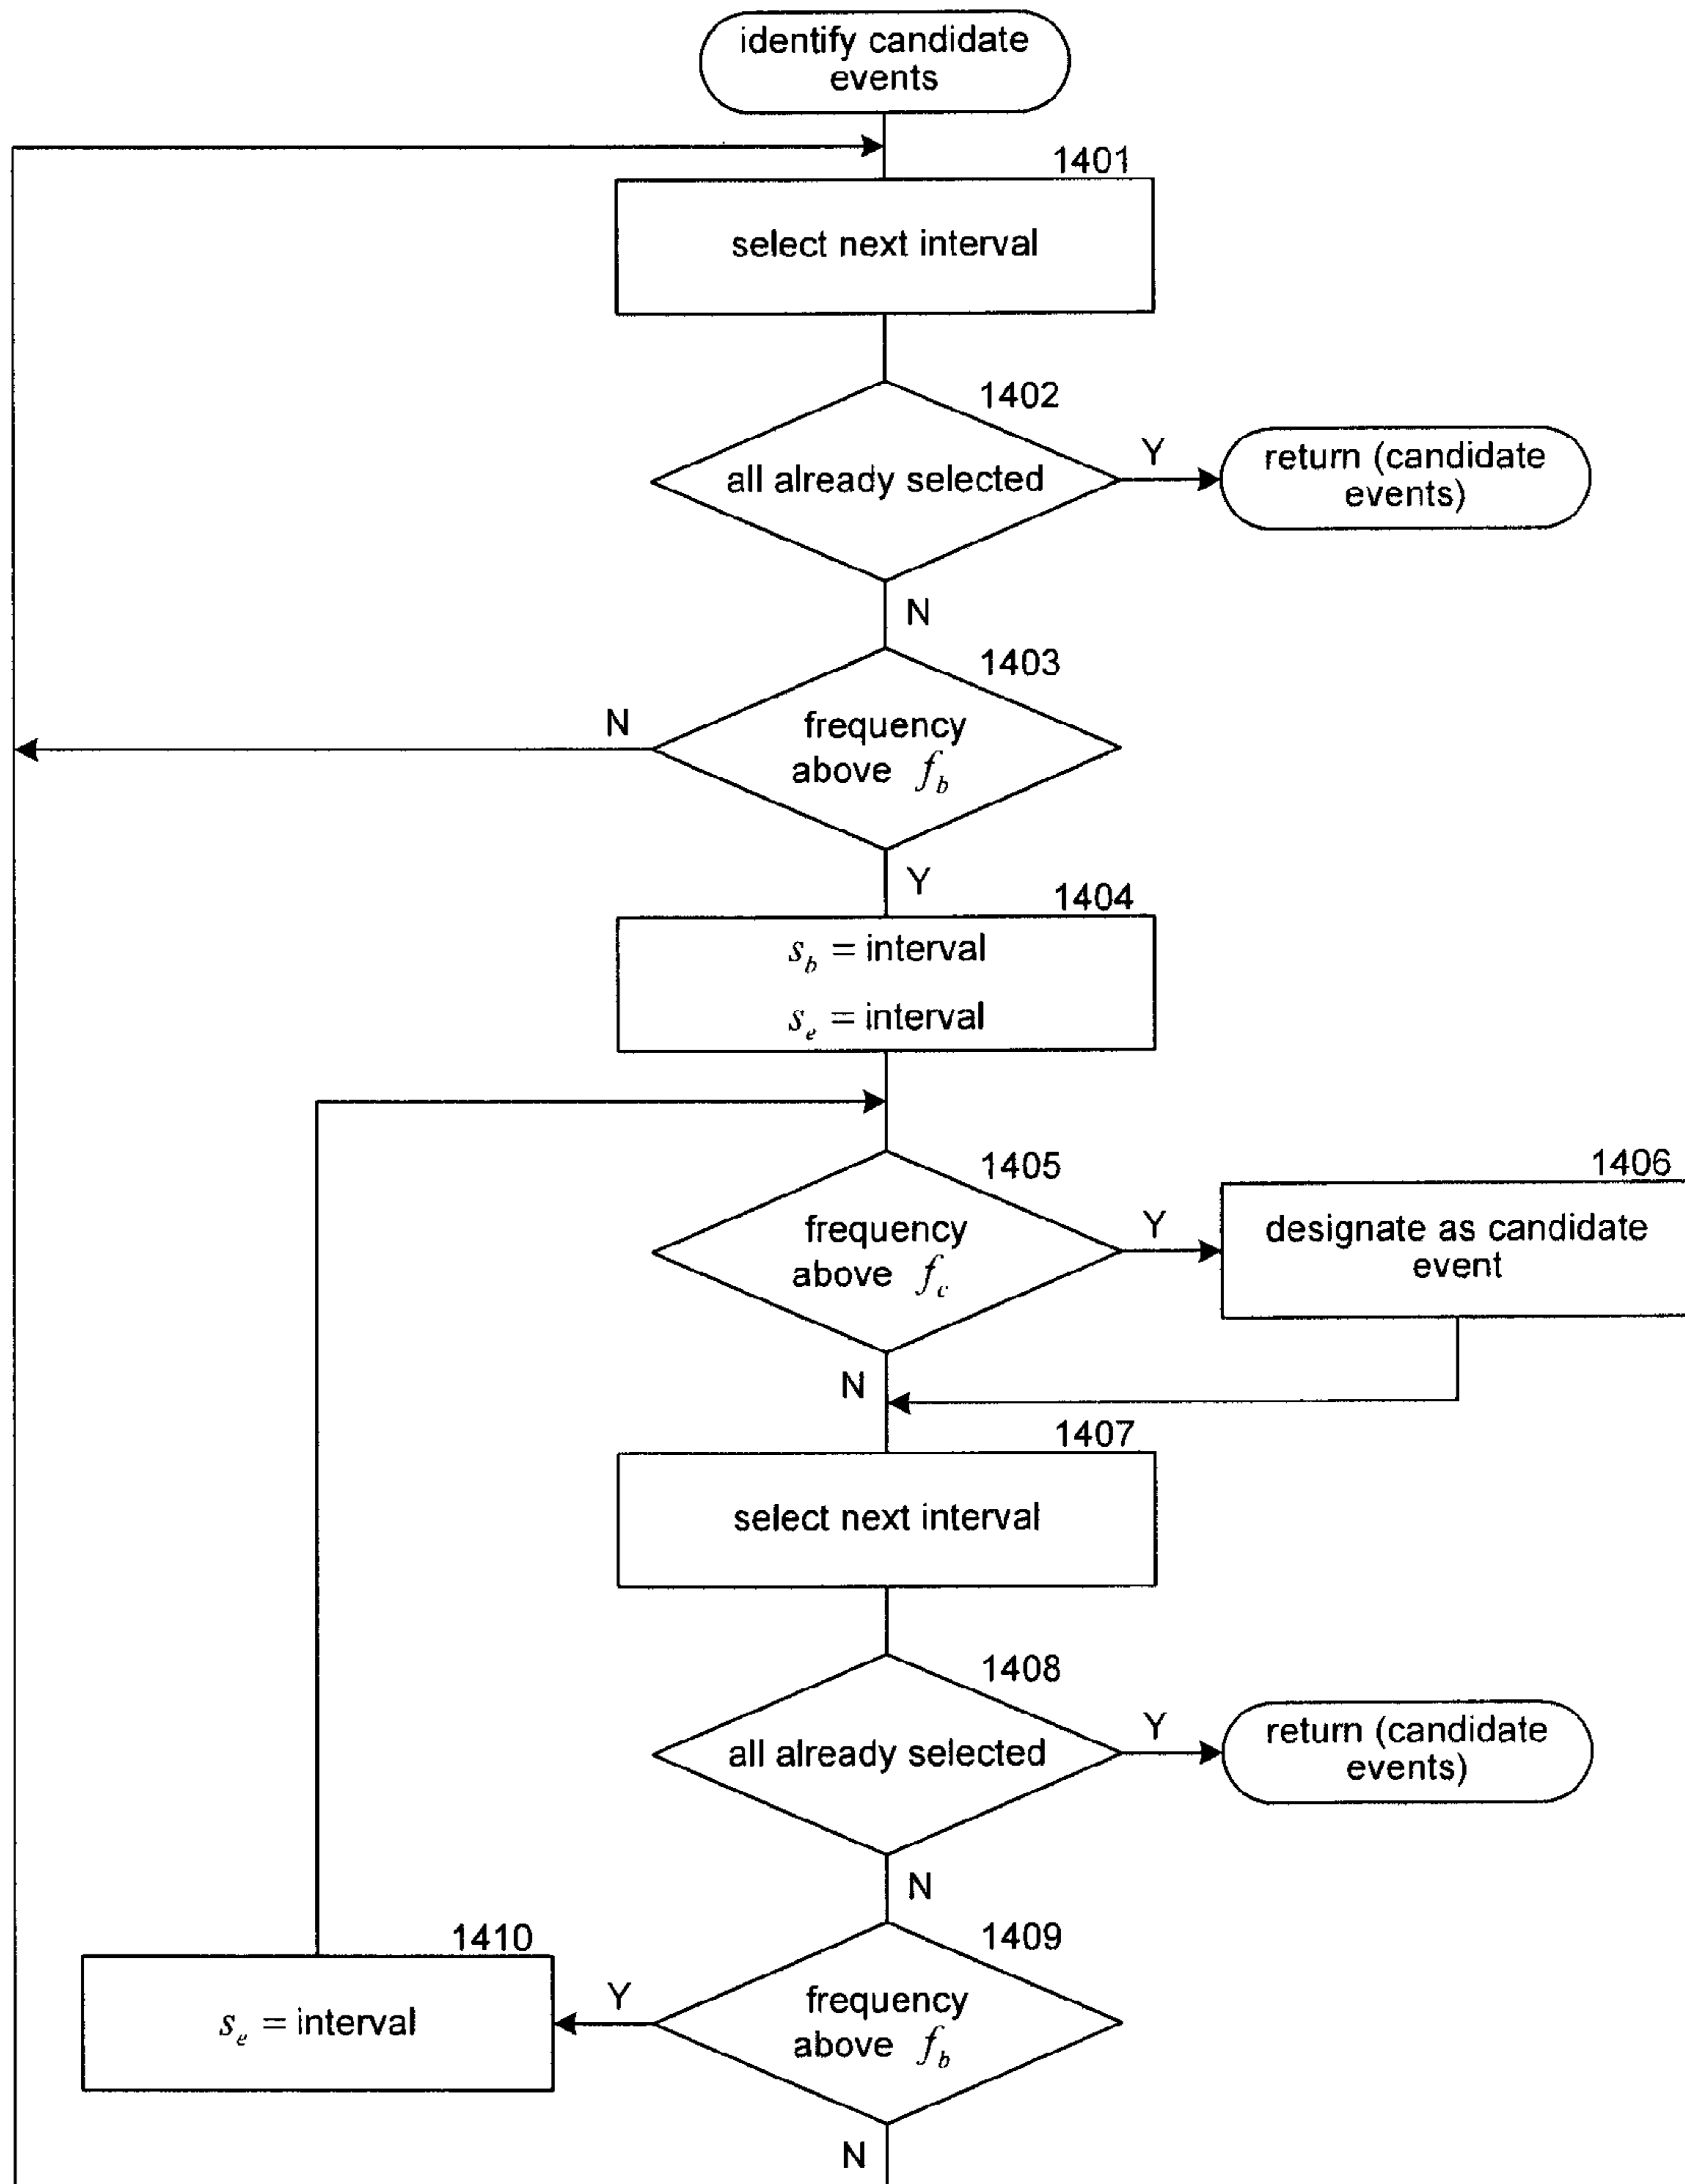 identify candidate
events
1401
select next interval
1402
all already selected
Y
return (candidate
events)
N
1403
frequency
above f_b
N
Y
1404
s_b = interval
s_e = interval
1405
frequency
above f_c
Y
1406
designate as candidate
event
N
1407
select next interval
1408
all already selected
Y
return (candidate
events)
N
1409
frequency
above f_b
Y
1410
s_e = interval
N